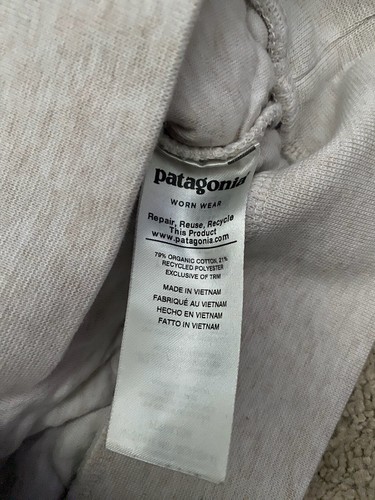 patagonia
WORN WEAR
Repair, Reuse, Recycle
This Product
www.patagonia.com
79% ORGANIC COTTON, 21%
RECYCLED POLYESTER
EXCLUSIVE OF TRIM
MADE IN VIETNAM
FABRIQUÉ AU VIETNAM
HECHO EN VIETNAM
FATTO IN VIETNAM